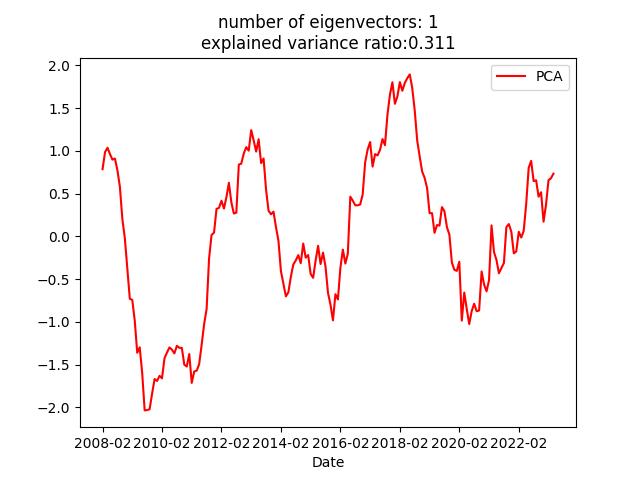 number of eigenvectors: 1
explained variance ratio:0.311
PCA
2.0
1.5
1.0
0.5
0.0
−0.5
−1.0
−1.5
−2.0
2008-02 2010-02 2012-02 2014-02 2016-02 2018-02 2020-02 2022-02
Date